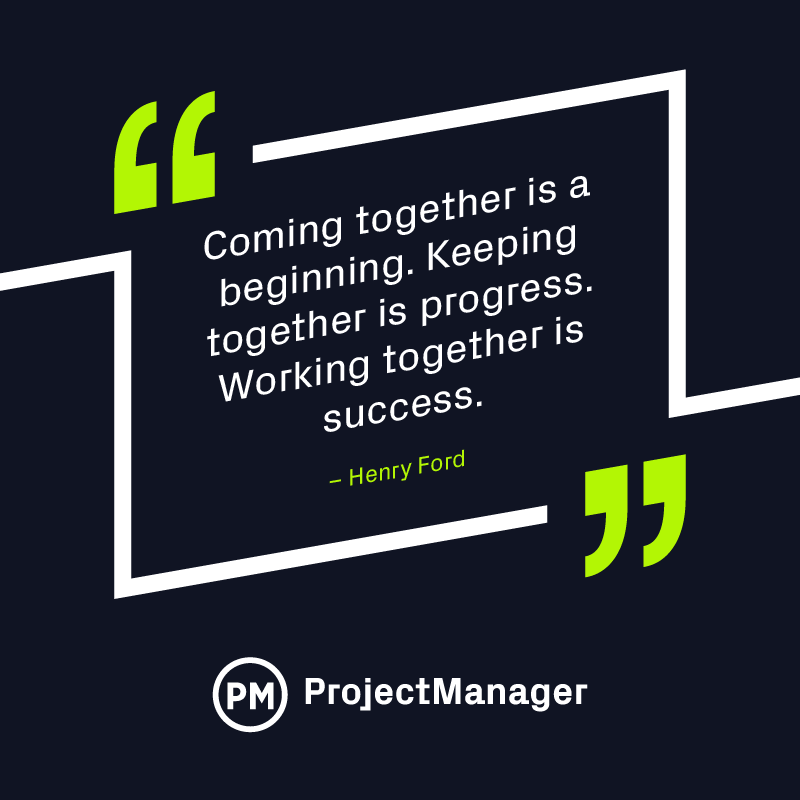 “
Coming together is a
beginning. Keeping
together is progress.
Working together is
success.
– Henry Ford
”
PM ProjectManager